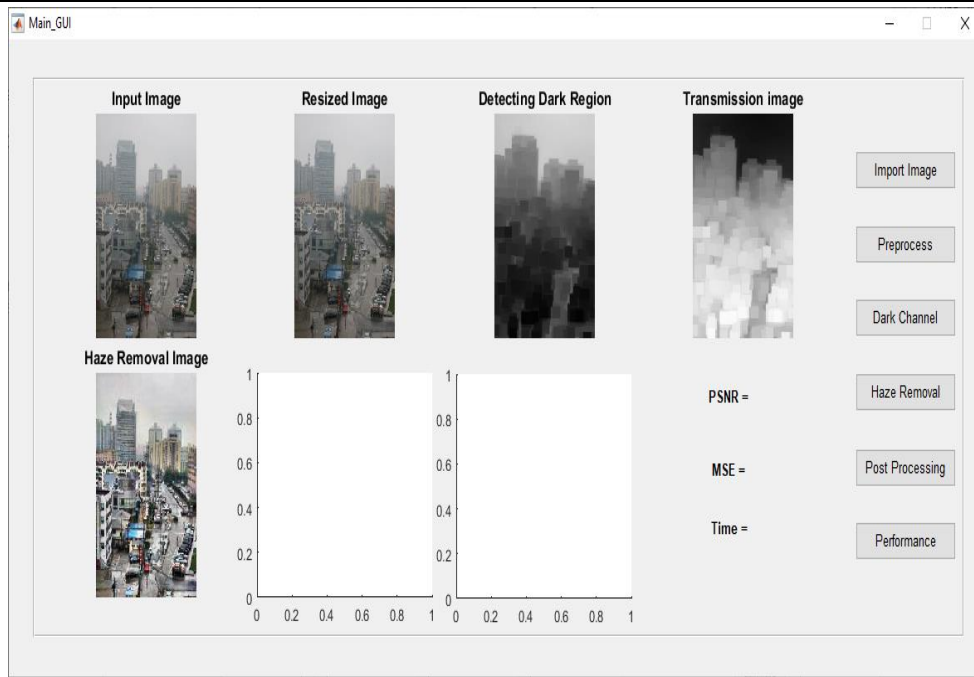 Main_GUI
Input Image
Resized Image
Detecting Dark Region
Transmission image
Import Image
Preprocess
Dark Channel
Haze Removal Image
1
0.8
0.6
0.4
0.2
0
0 0.2 0.4 0.6 0.8 1
1
0.8
0.6
0.4
0.2
0
0 0.2 0.4 0.6 0.8 1
PSNR =
MSE =
Time =
Haze Removal
Post Processing
Performance